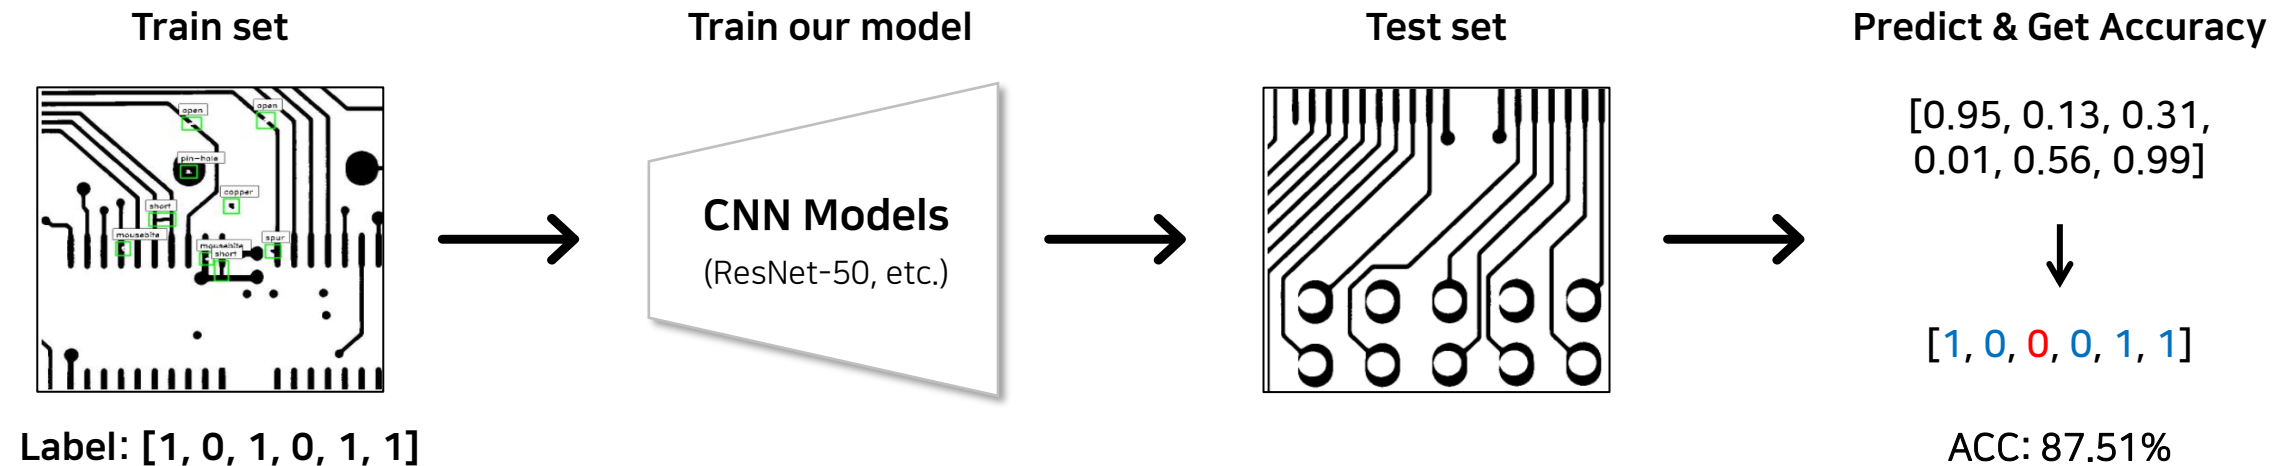 Train set
Train our model
Test set
Predict & Get Accuracy
open
open
pin-hole
copper
short
mousebite
mousebite
short
spur
CNN Models
(ResNet-50, etc.)
[0.95, 0.13, 0.31,
0.01, 0.56, 0.99]
[1, 0, 0, 0, 1, 1]
Label: [1, 0, 1, 0, 1, 1]
ACC: 87.51%